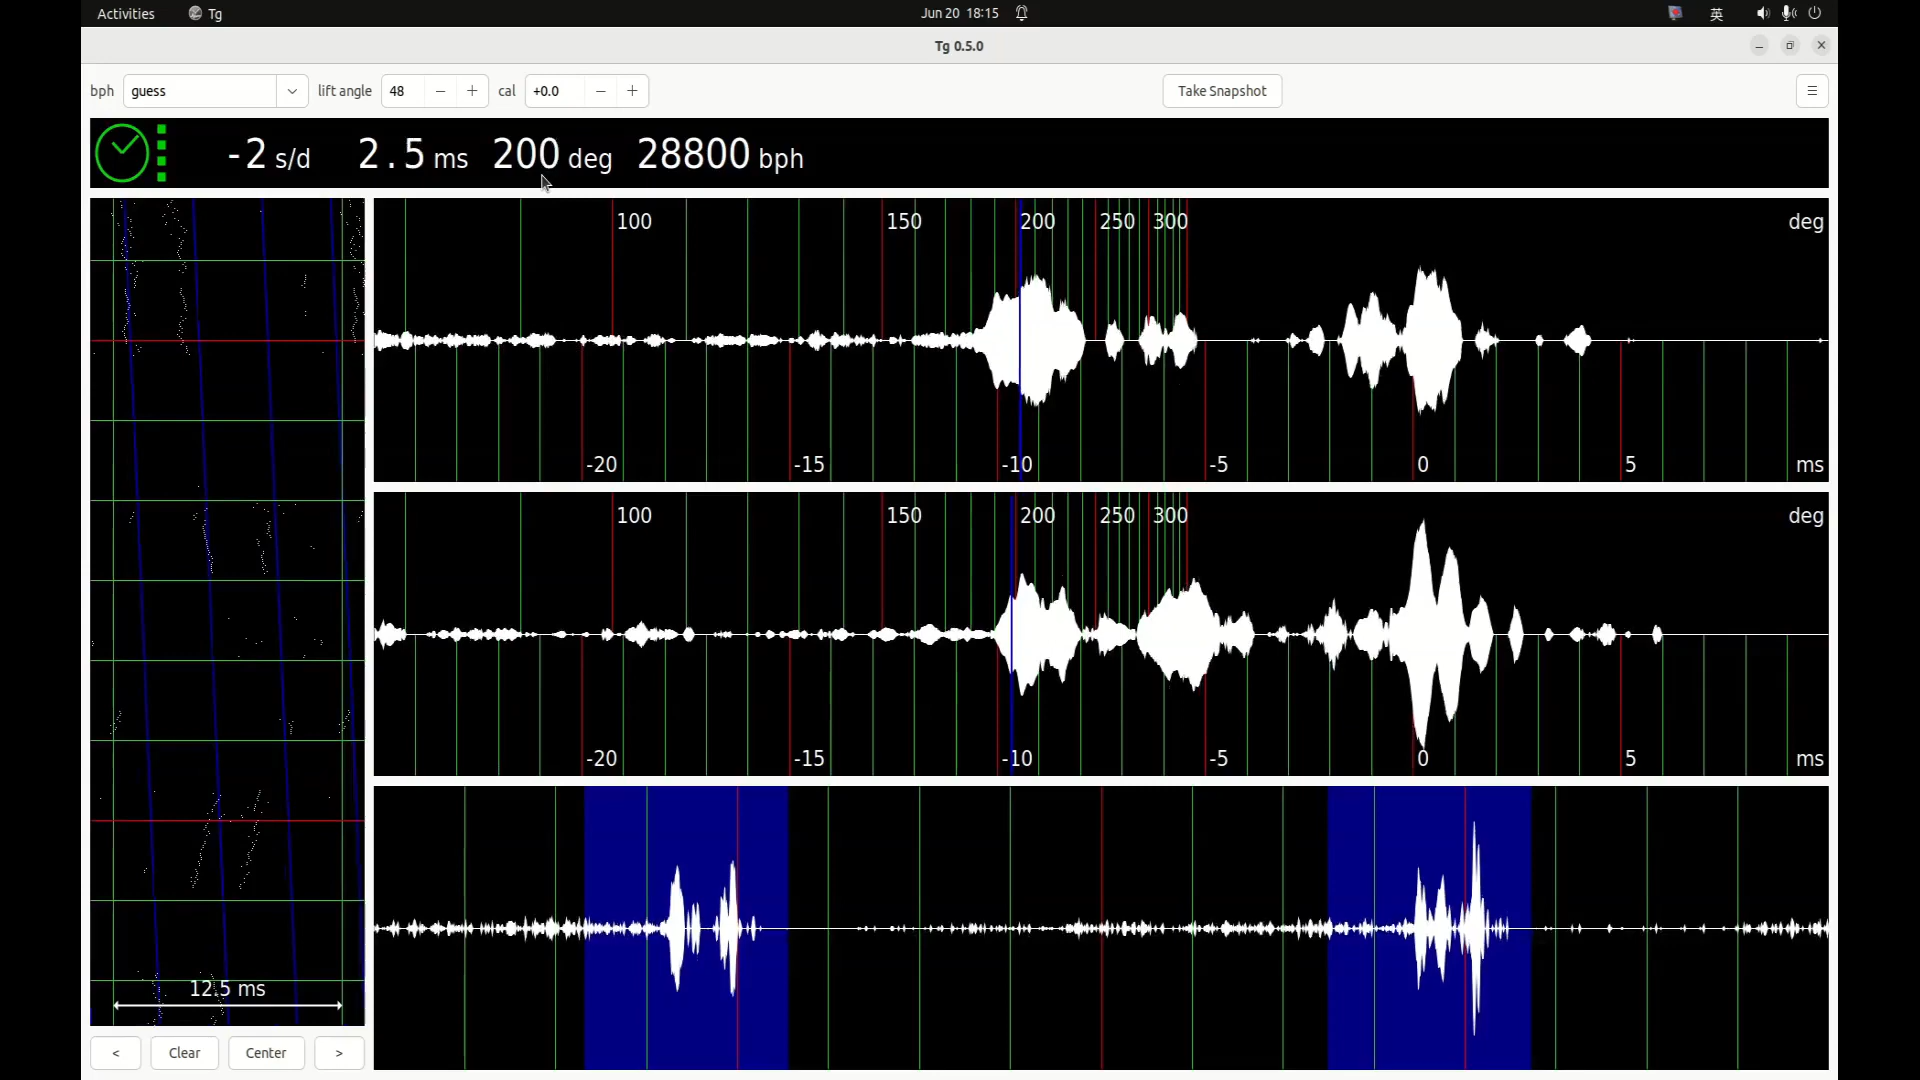 Activities Tg Jun 20 18:15 英
Tg 0.5.0
bph guess lift angle 48 − + cal +0.0 − + Take Snapshot
-2 s/d 2.5 ms 200 deg 28800 bph
100 150 200 250 300 deg
-20 -15 -10 -5 0 5 ms
100 150 200 250 300 deg
-20 -15 -10 -5 0 5 ms
12.5 ms
< Clear Center >